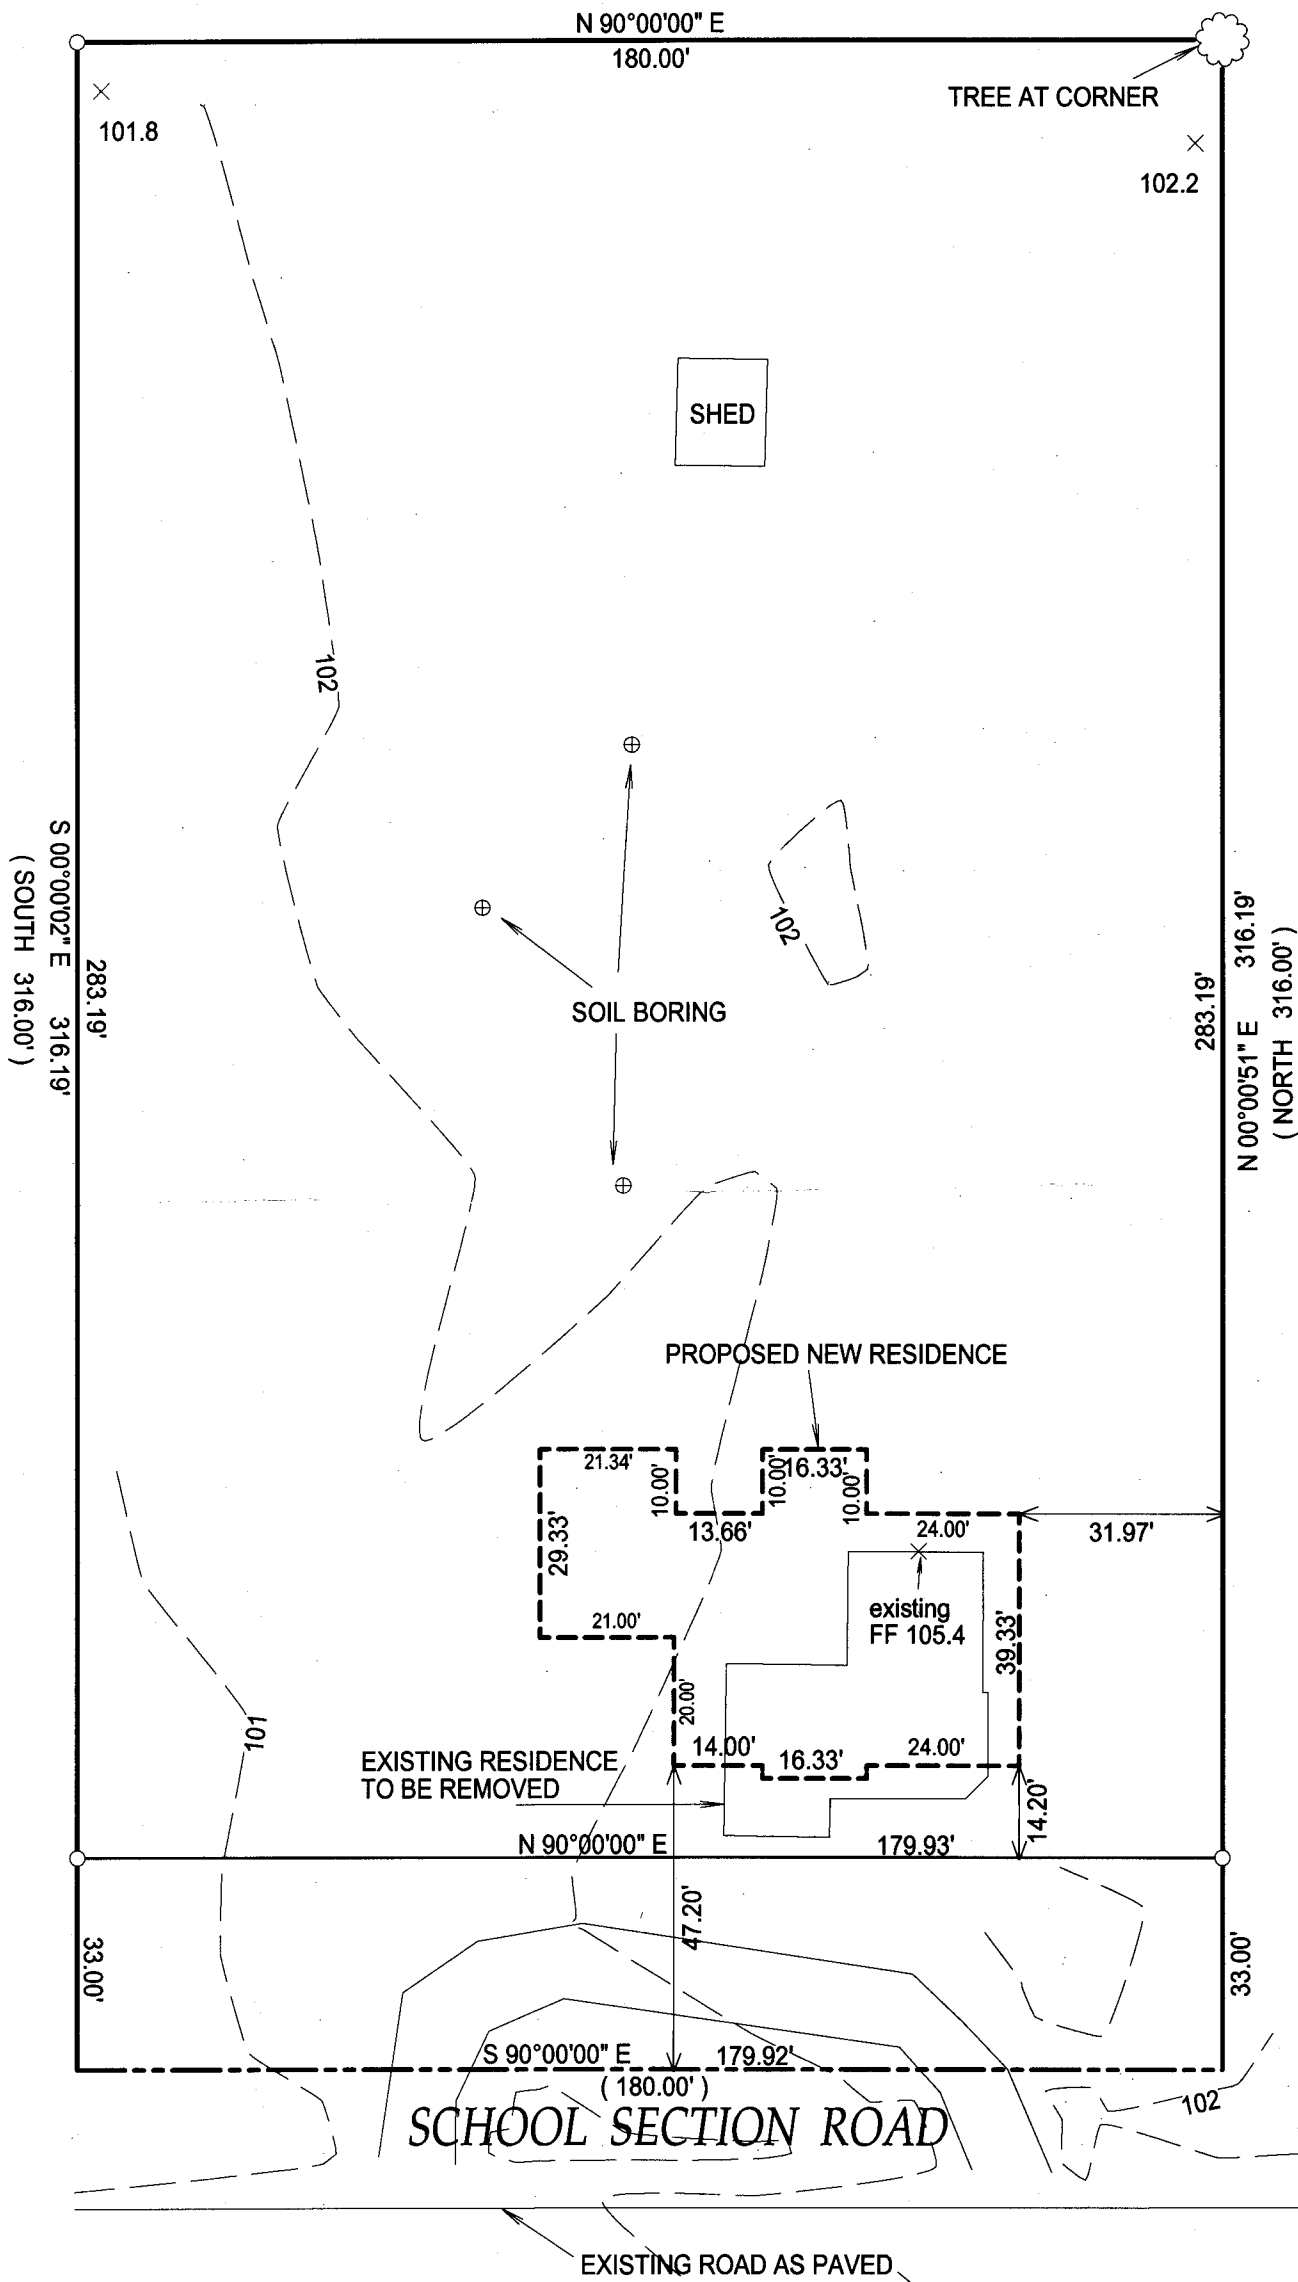 N 90°00'00" E
180.00'
TREE AT CORNER
101.8
102.2
SHED
102
102
S 00°00'02" E 316.19'
( SOUTH 316.00' )
283.19'
283.19'
N 00°00'51" E 316.19'
( NORTH 316.00' )
SOIL BORING
PROPOSED NEW RESIDENCE
21.34'
10.00'
10.00'
16.33'
10.00'
13.66'
24.00'
31.97'
29.33'
existing
FF 105.4
39.33'
21.00'
20.00'
101
14.00'
16.33'
24.00'
EXISTING RESIDENCE
TO BE REMOVED
14.20'
N 90°00'00" E
179.93'
47.20'
33.00'
33.00'
S 90°00'00" E
179.92'
( 180.00' )
102
SCHOOL SECTION ROAD
EXISTING ROAD AS PAVED